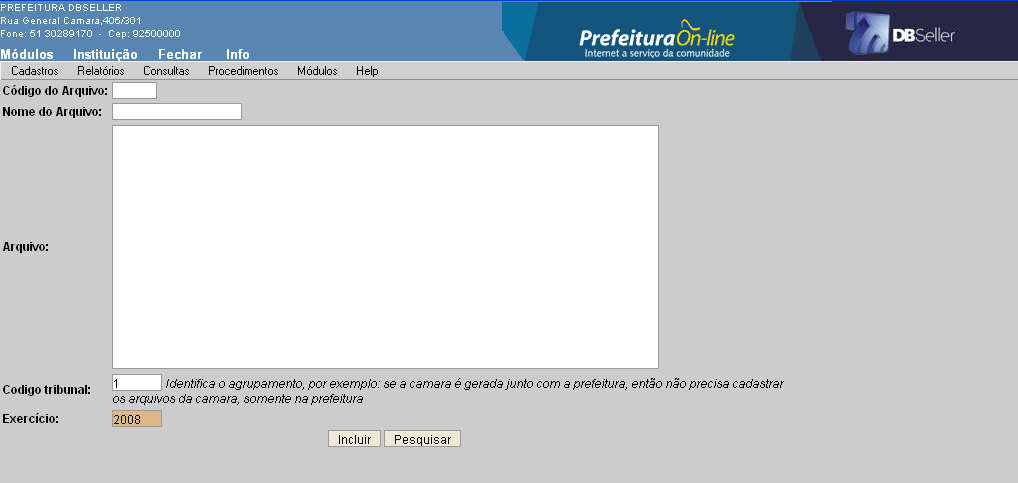 PREFEITURA DBSELLER
Rua General Camara,406/301
Fone: 51 30289170 - Cep: 92500000
Prefeitura On-line
Internet a serviço da comunidade
DBSeller
Módulos Instituição Fechar Info
Cadastros Relatórios Consultas Procedimentos Módulos Help
Código do Arquivo:
Nome do Arquivo:
Arquivo:
Codigo tribunal: 1 Identifica o agrupamento, por exemplo: se a camara é gerada junto com a prefeitura, então não precisa cadastrar
os arquivos da camara, somente na prefeitura
Exercício: 2008
Incluir Pesquisar